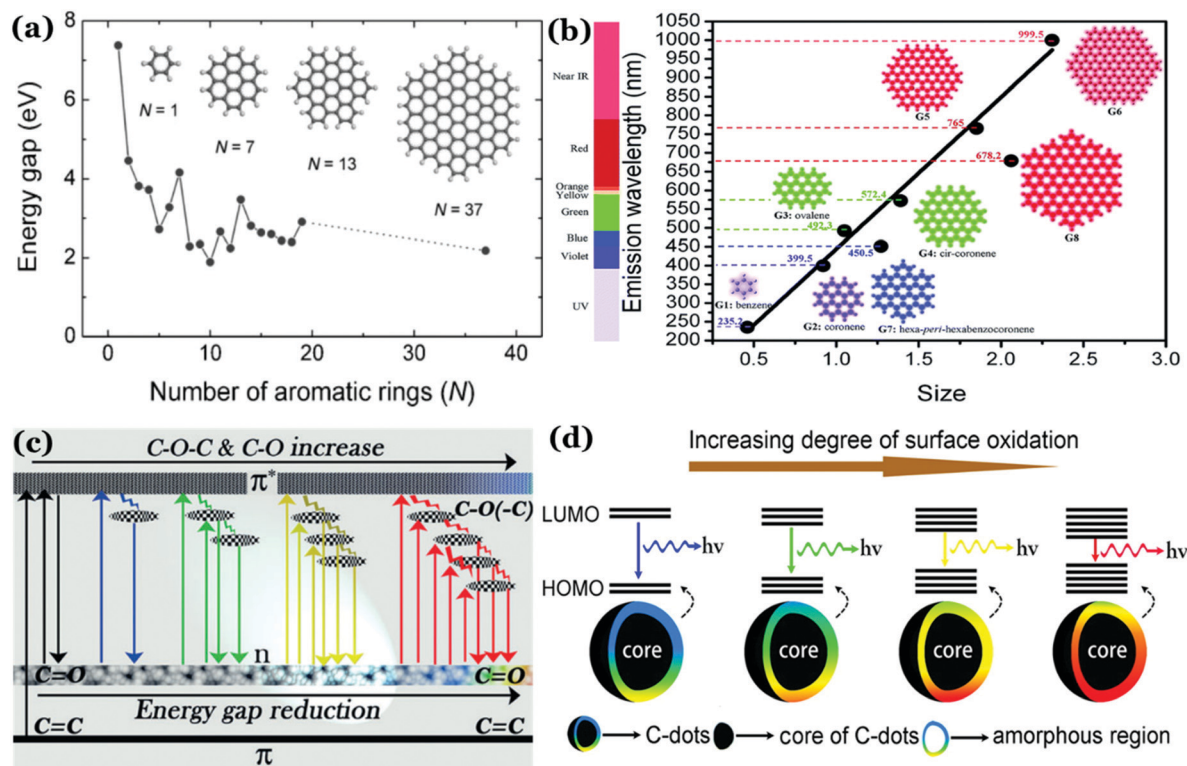 (a)
8
6
4
2
0
Energy gap (eV)
N = 1
N = 7
N = 13
N = 37
0 10 20 30 40
Number of aromatic rings (N)
(b)
Near IR
Red
Orange
Yellow
Green
Blue
Violet
UV
Emission wavelength (nm)
1050
1000
950
900
850
800
750
700
650
600
550
500
450
400
350
300
250
200
999.5
G5
G6
765
678.2
G3: ovalene
572.4
492.3
G4: cir-coronene
G8
399.5
450.5
G1: benzene
235.2
G2: coronene
G7: hexa-peri-hexabenzocoronene
0.5 1.0 1.5 2.0 2.5 3.0
Size
(c)
C-O-C & C-O increase
π*
C-O(-C)
n
C=O
C=O
Energy gap reduction
C=C
C=C
π
(d)
Increasing degree of surface oxidation
LUMO
hv
hv
hv
hv
HOMO
core
core
core
core
C-dots
core of C-dots
amorphous region